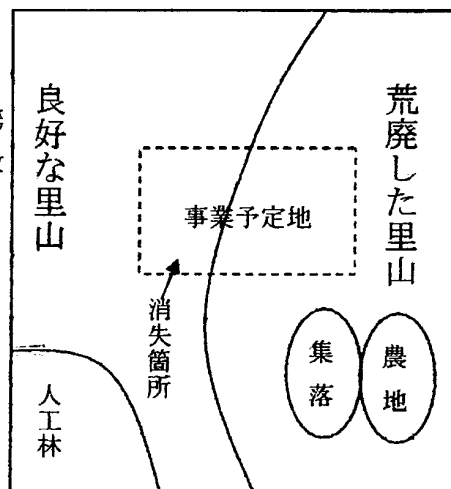 荒廃した里山
良好な里山
事業予定地
消失箇所
集落
農地
人工林